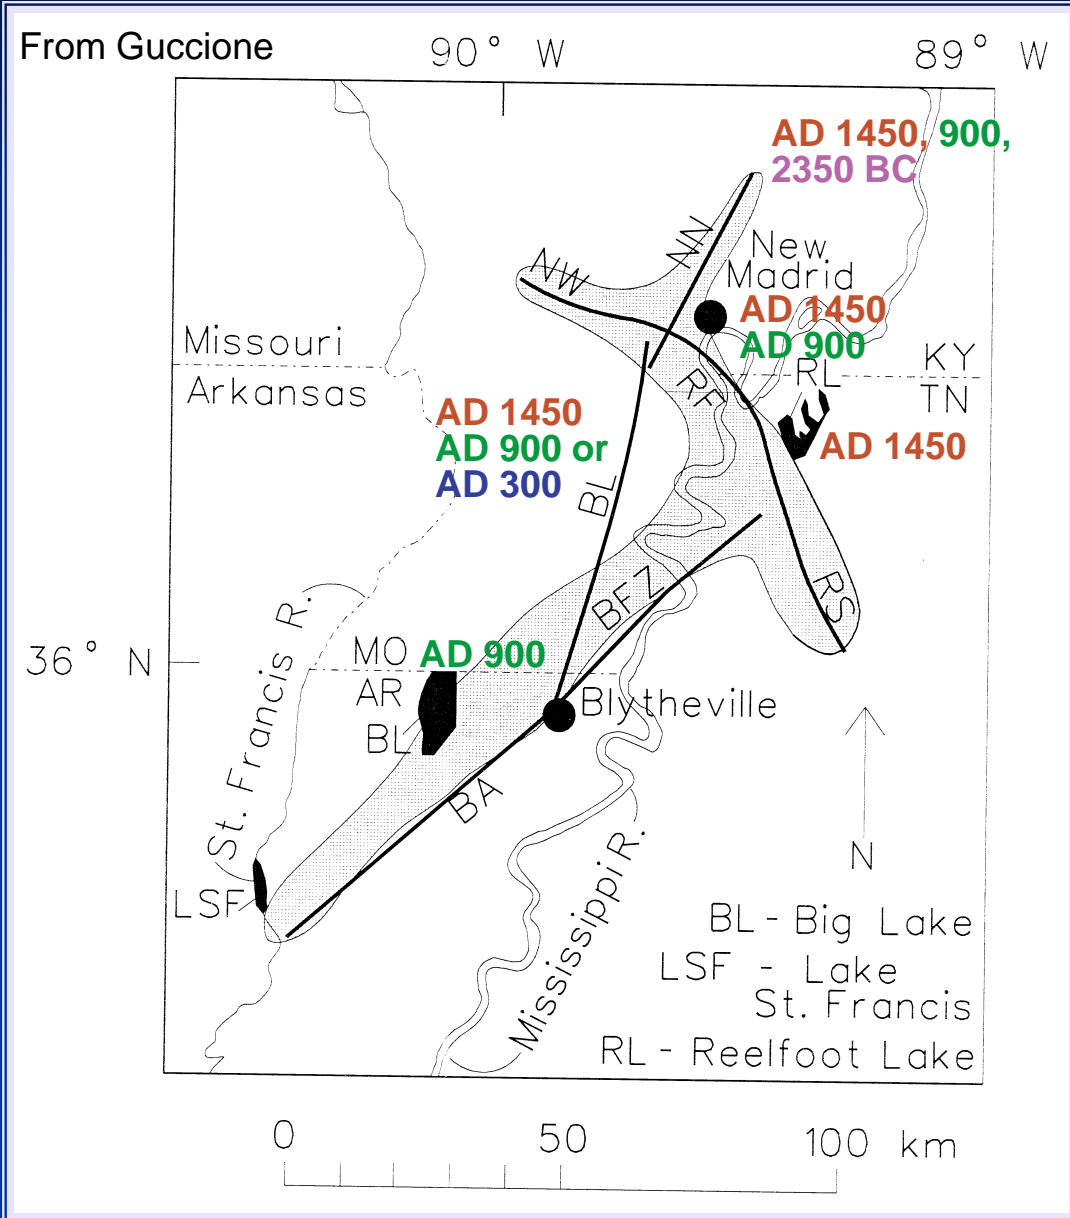 From Guccione
90° W
89° W
AD 1450, 900,
2350 BC
NN
New
Madrid
NW
AD 1450
AD 900
Missouri
Arkansas
KY
TN
RL
RF
AD 1450
AD 1450
AD 900 or
AD 300
BL
BFZ
RS
St. Francis R.
36° N
MO
AD 900
AR
BL
Blytheville
BA
LSF
Mississippi R.
N
BL - Big Lake
LSF - Lake
St. Francis
RL - Reelfoot Lake
0 50 100 km